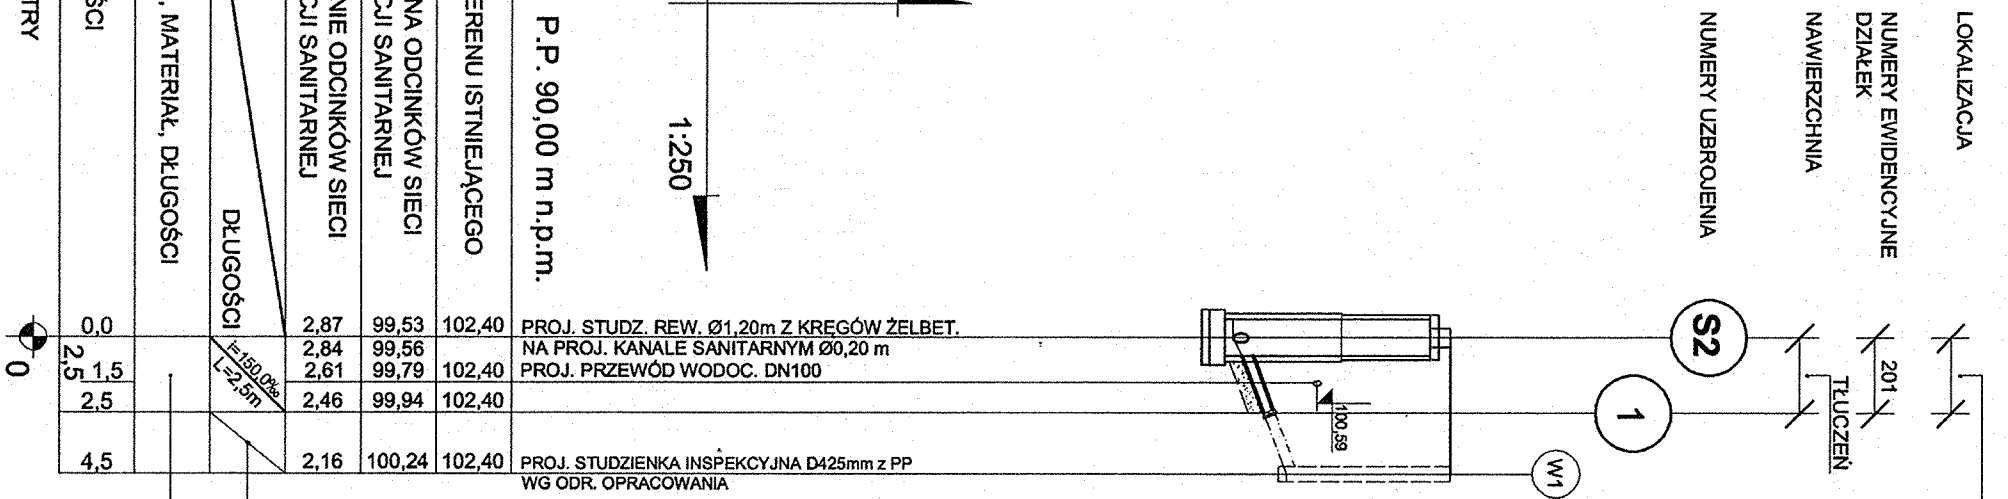 LOKALIZACJA
NUMERY EWIDENCYJNE
DZIAŁEK
NAWIERZCHNIA
NUMERY UZBROJENIA
201
TŁUCZEŃ
S2
1
W1
100,59
1:250
P.P. 90,00 m n.p.m.
ERENU ISTNIEJĄCEGO
NA ODCINKÓW SIECI
CJI SANITARNEJ
NIE ODCINKÓW SIECI
CJI SANITARNEJ
DŁUGOŚCI
, MATERIAŁ, DŁUGOŚCI
ŚCI
TRY
0,0 2,87 99,53 102,40 PROJ. STUDZ. REW. Ø1,20m Z KRĘGÓW ŻELBET.
2,84 99,56 NA PROJ. KANALE SANITARNYM Ø0,20 m
1,5 2,61 99,79 102,40 PROJ. PRZEWÓD WODOC. DN100
2,5 2,46 99,94 102,40
4,5 2,16 100,24 102,40 PROJ. STUDZIENKA INSPEKCYJNA D425mm z PP
WG ODR. OPRACOWANIA
i=150,0‰
L=2,5m
2,5
0